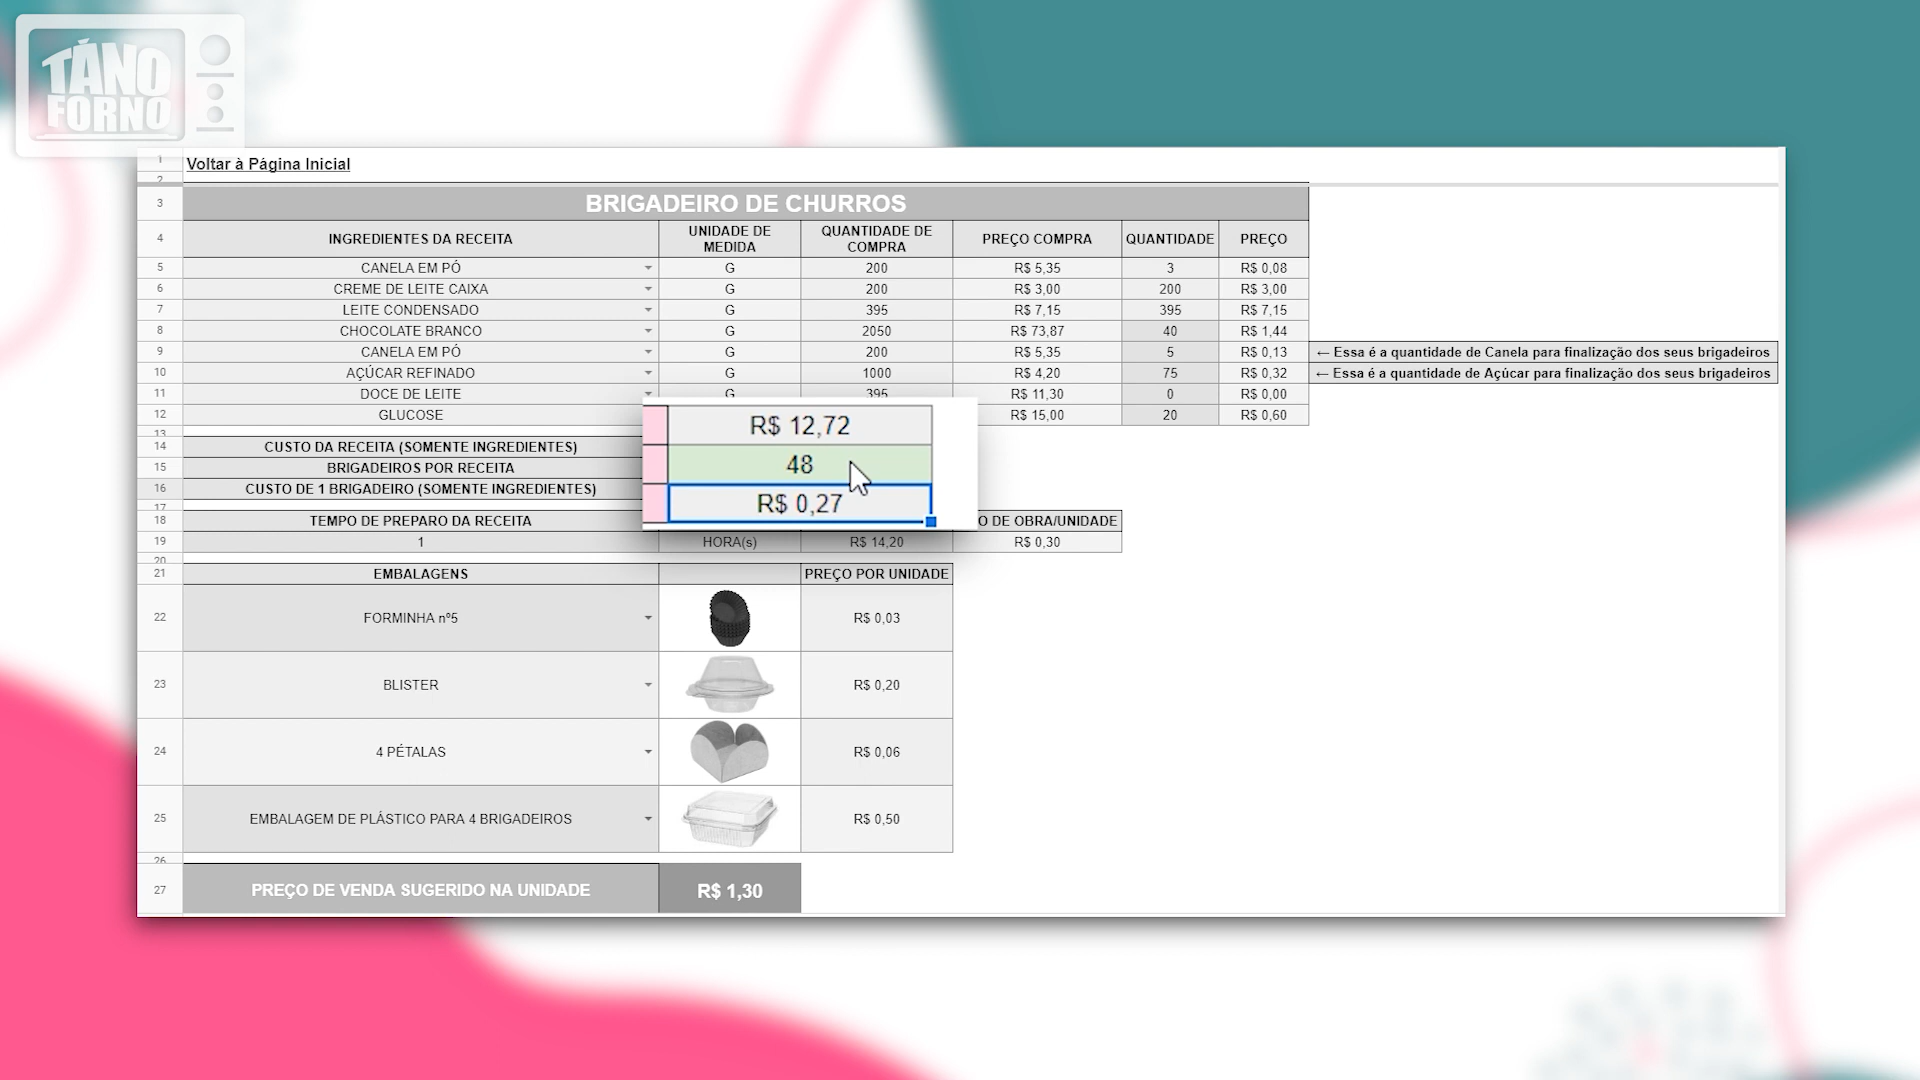 TÁNO
FORNO
1 Voltar à Página Inicial
2
3 BRIGADEIRO DE CHURROS
4 INGREDIENTES DA RECEITA UNIDADE DE MEDIDA QUANTIDADE DE COMPRA PREÇO COMPRA QUANTIDADE PREÇO
5 CANELA EM PÓ G 200 R$ 5,35 3 R$ 0,08
6 CREME DE LEITE CAIXA G 200 R$ 3,00 200 R$ 3,00
7 LEITE CONDENSADO G 395 R$ 7,15 395 R$ 7,15
8 CHOCOLATE BRANCO G 2050 R$ 73,87 40 R$ 1,44
9 CANELA EM PÓ G 200 R$ 5,35 5 R$ 0,13 ← Essa é a quantidade de Canela para finalização dos seus brigadeiros
10 AÇÚCAR REFINADO G 1000 R$ 4,20 75 R$ 0,32 ← Essa é a quantidade de Açúcar para finalização dos seus brigadeiros
11 DOCE DE LEITE G 395 R$ 11,30 0 R$ 0,00
12 GLUCOSE R$ 15,00 20 R$ 0,60
13
14 CUSTO DA RECEITA (SOMENTE INGREDIENTES) R$ 12,72
15 BRIGADEIROS POR RECEITA 48
16 CUSTO DE 1 BRIGADEIRO (SOMENTE INGREDIENTES) R$ 0,27
17
18 TEMPO DE PREPARO DA RECEITA O DE OBRA/UNIDADE
19 1 HORA(s) R$ 14,20 R$ 0,30
20
21 EMBALAGENS PREÇO POR UNIDADE
22 FORMINHA nº5 R$ 0,03
23 BLISTER R$ 0,20
24 4 PÉTALAS R$ 0,06
25 EMBALAGEM DE PLÁSTICO PARA 4 BRIGADEIROS R$ 0,50
26
27 PREÇO DE VENDA SUGERIDO NA UNIDADE R$ 1,30